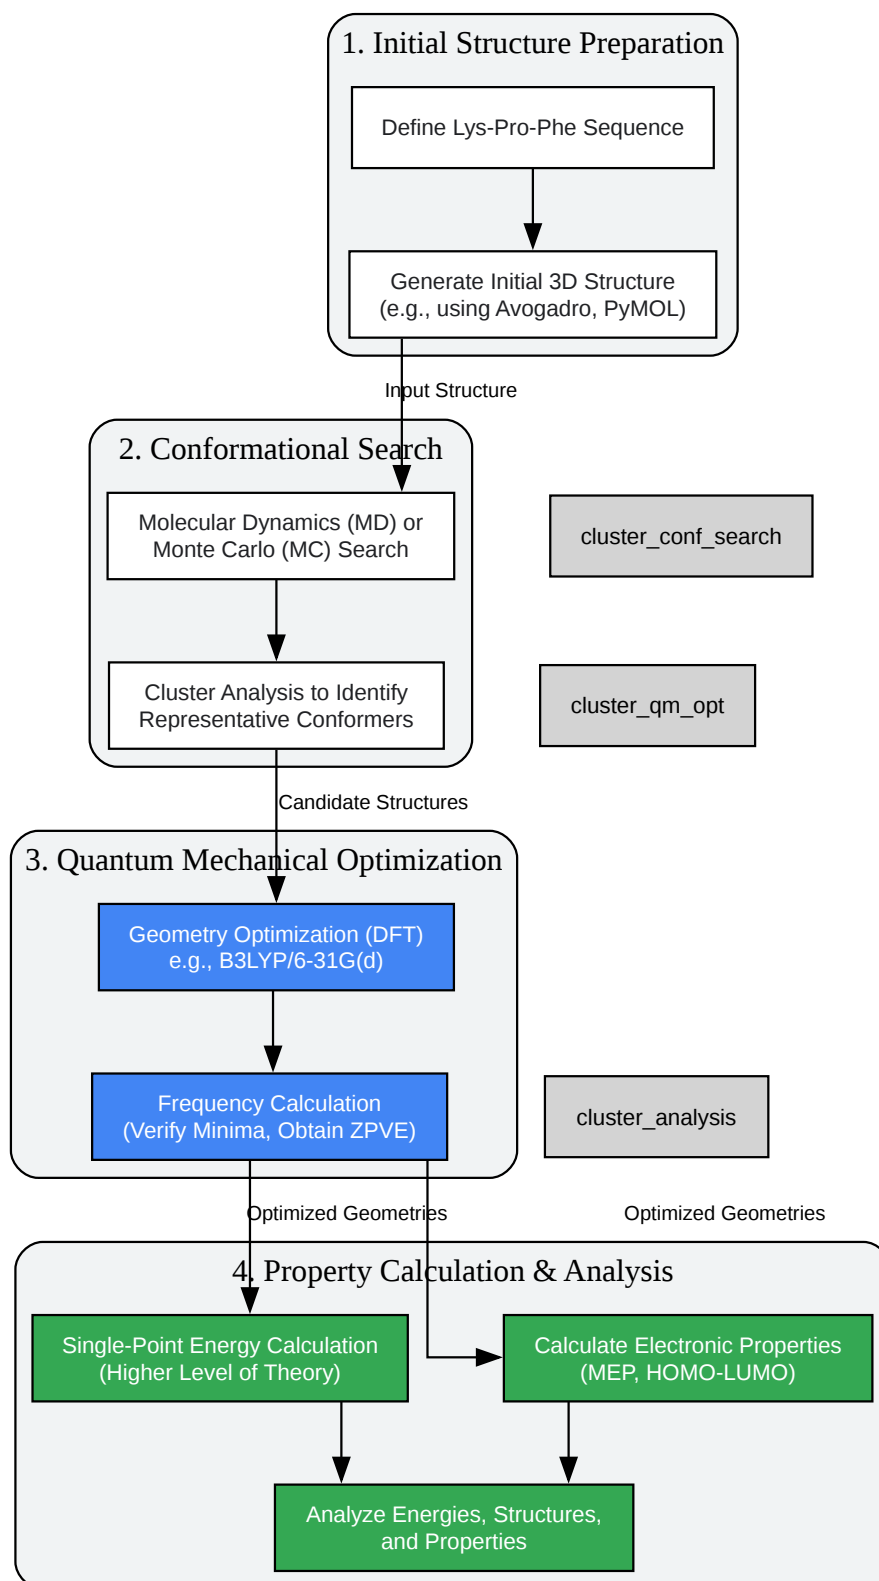 1. Initial Structure Preparation
Define Lys-Pro-Phe Sequence
Generate Initial 3D Structure
(e.g., using Avogadro, PyMOL)
Input Structure
2. Conformational Search
Molecular Dynamics (MD) or
Monte Carlo (MC) Search
cluster_conf_search
Cluster Analysis to Identify
Representative Conformers
cluster_qm_opt
Candidate Structures
3. Quantum Mechanical Optimization
Geometry Optimization (DFT)
e.g., B3LYP/6-31G(d)
Frequency Calculation
(Verify Minima, Obtain ZPVE)
cluster_analysis
Optimized Geometries
Optimized Geometries
4. Property Calculation & Analysis
Single-Point Energy Calculation
(Higher Level of Theory)
Calculate Electronic Properties
(MEP, HOMO-LUMO)
Analyze Energies, Structures,
and Properties